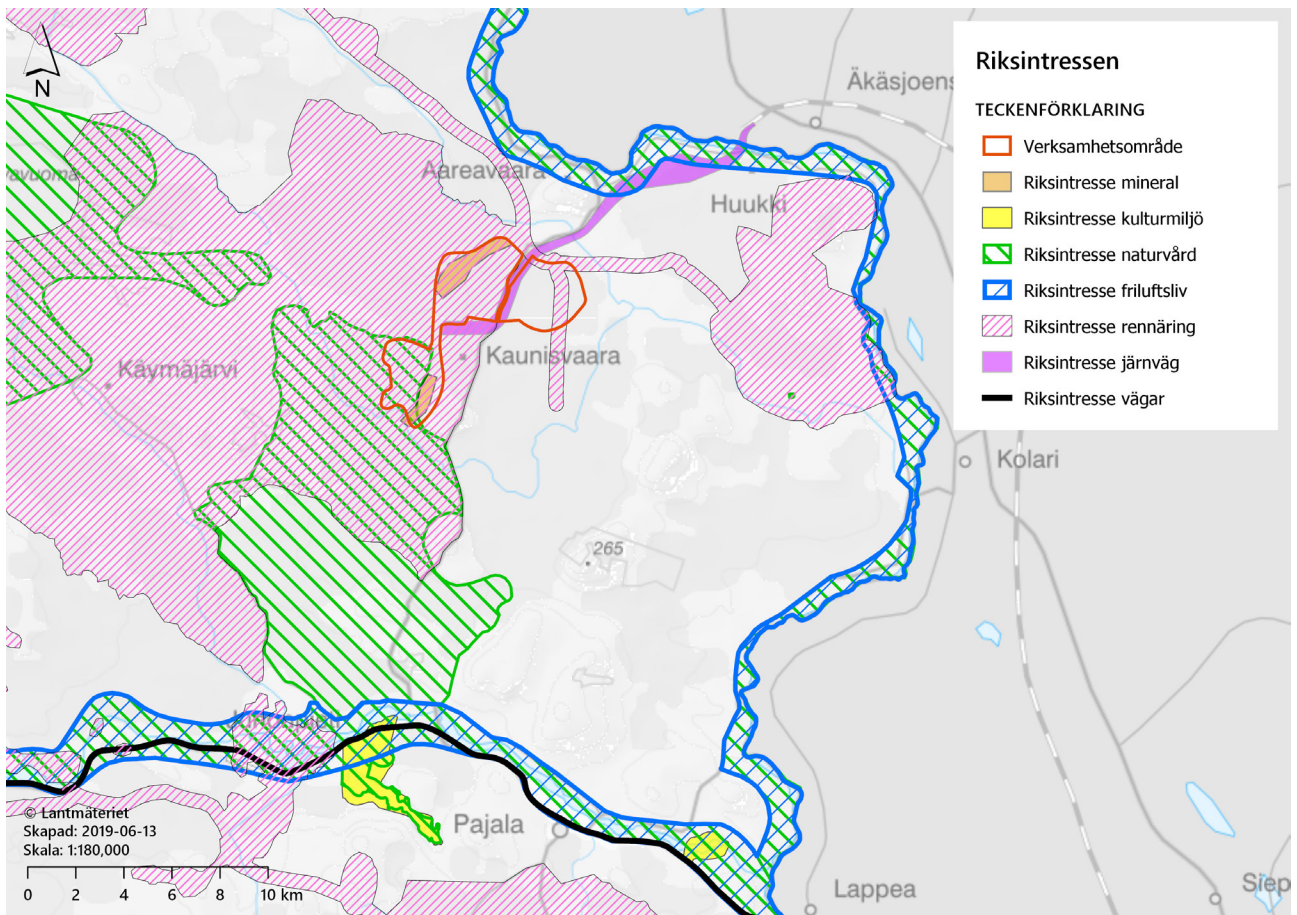 N
Riksintressen
TECKENFÖRKLARING
Verksamhetsområde
Riksintresse mineral
Riksintresse kulturmiljö
Riksintresse naturvård
Riksintresse friluftsliv
Riksintresse rennäring
Riksintresse järnväg
Riksintresse vägar
Äkäsjoens
Aareavaara
Huukki
Käymäjärvi
Kaunisvaara
Kolari
265
Pajala
Lappea
Siep
© Lantmäteriet
Skapad: 2019-06-13
Skala: 1:180,000
0 2 4 6 8 10 km